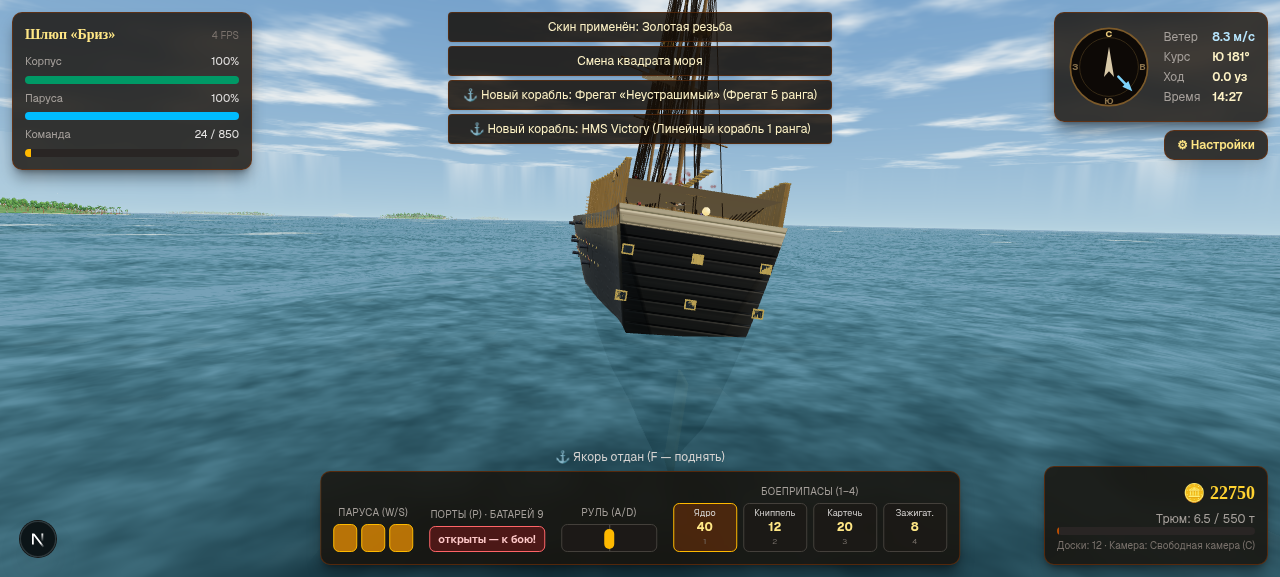 Шлюп «Бриз»
4 FPS
Корпус 100%
Паруса 100%
Команда 24 / 850
Скин применён: Золотая резьба
Смена квадрата моря
⚓ Новый корабль: Фрегат «Неустрашимый» (Фрегат 5 ранга)
⚓ Новый корабль: HMS Victory (Линейный корабль 1 ранга)
С
З
В
Ю
Ветер 8.3 м/с
Курс Ю 181°
Ход 0.0 уз
Время 14:27
⚙ Настройки
⚓ Якорь отдан (F — поднять)
ПАРУСА (W/S)
ПОРТЫ (P) · БАТАРЕЙ 9
открыты — к бою!
РУЛЬ (A/D)
БОЕПРИПАСЫ (1–4)
Ядро
40
1
Книппель
12
2
Картечь
20
3
Зажигат.
8
4
22750
Трюм: 6.5 / 550 т
Доски: 12 · Камера: Свободная камера (C)
N